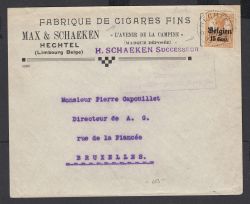 FABRIQUE DE CIGARES FINS
MAX & SCHAEKEN
HECHTEL
(Limbourg Belge)
"L'AVENIR DE LA CAMPINE"
(MARQUE DÉPOSÉE)
H. SCHAEKEN SUCCESSEUR
Belgien
15 Cent.
Monsieur Pierre Capouillet
Directeur de A. G.
rue de la Fiancée
BRUXELLES.